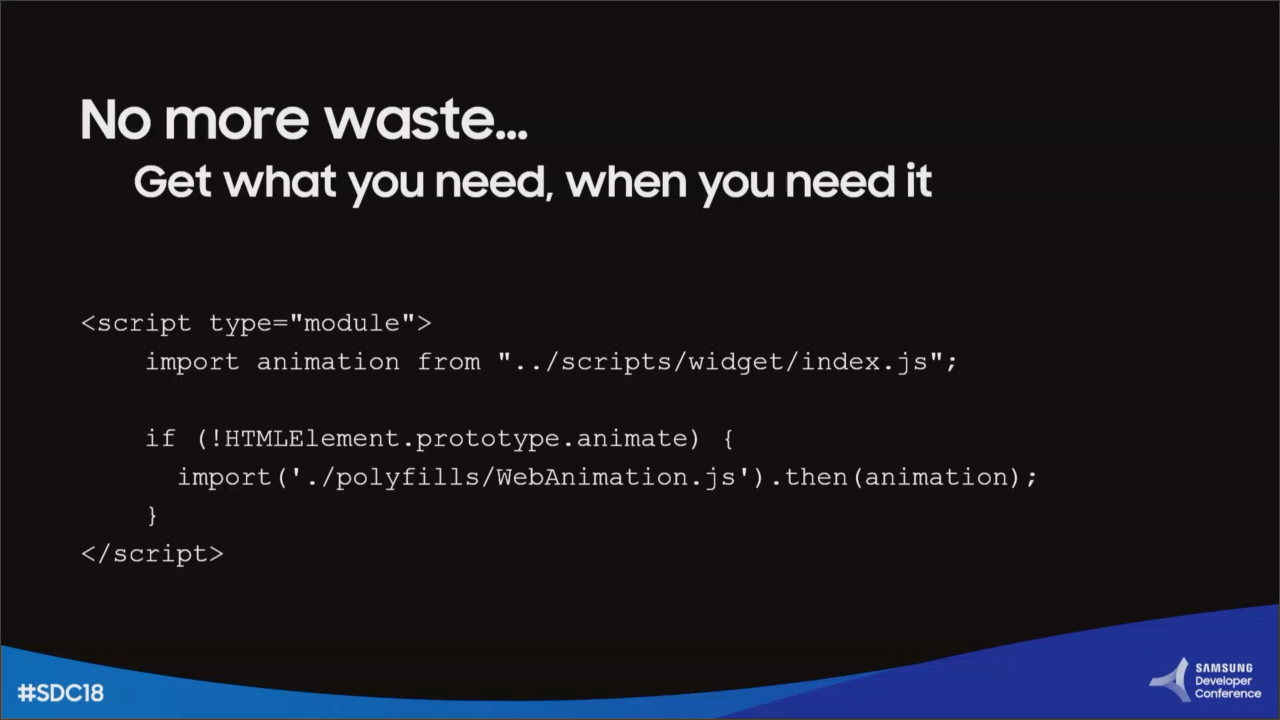 No more waste...
Get what you need, when you need it
<script type="module">
import animation from "../scripts/widget/index.js";
if (!HTMLElement.prototype.animate) {
import('./polyfills/WebAnimation.js').then(animation);
}
</script>
#SDC18
SAMSUNG
Developer
Conference